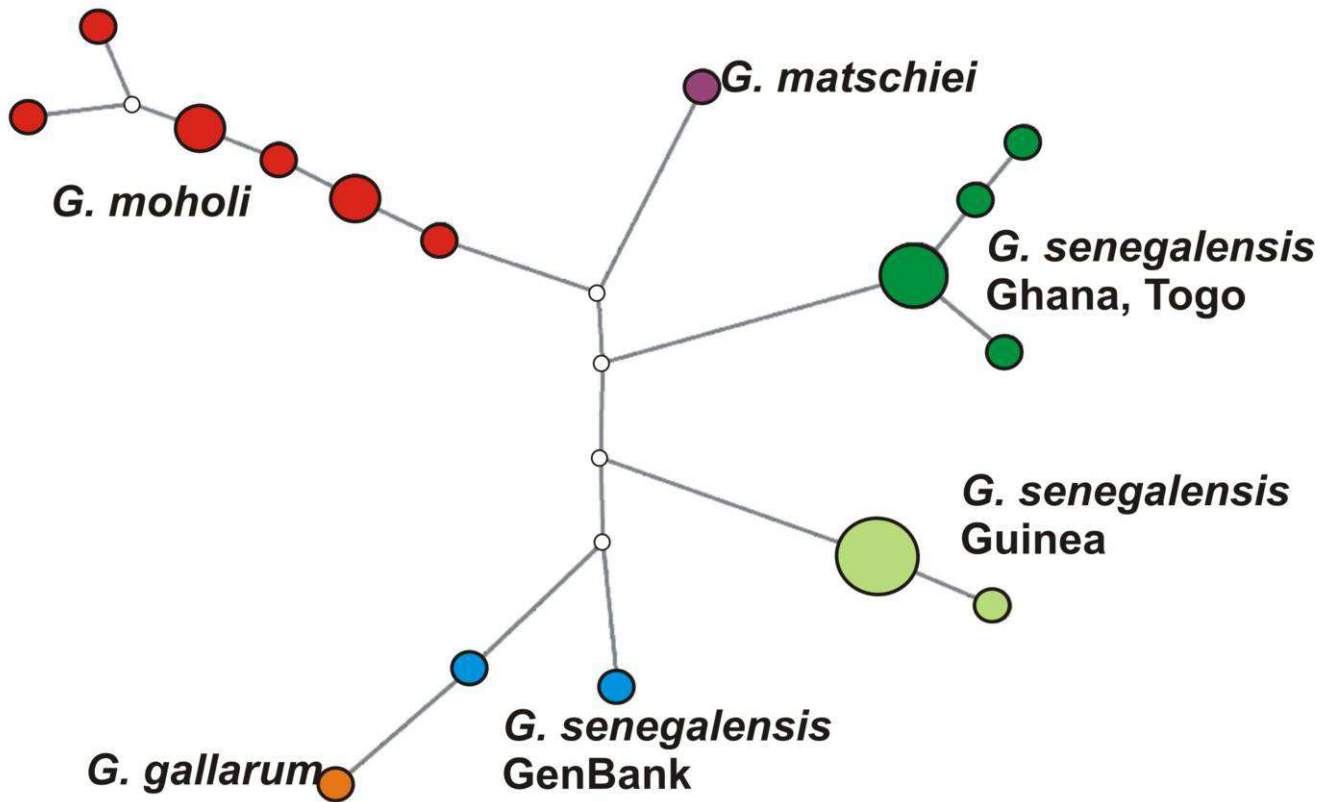 G. matschiei
G. moholi
G. senegalensis
Ghana, Togo
G. senegalensis
Guinea
G. senegalensis
GenBank
G. gallarum